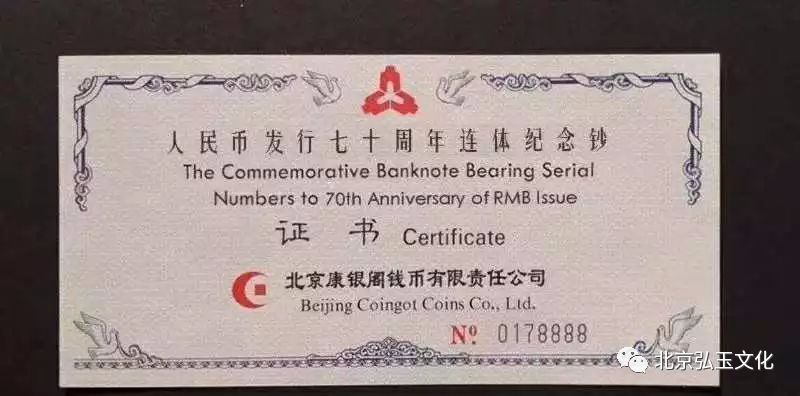 人民币发行七十周年连体纪念钞
The Commemorative Banknote Bearing Serial
Numbers to 70th Anniversary of RMB Issue
证 书 Certificate
北京康银阁钱币有限责任公司
Beijing Coingot Coins Co., Ltd.
Nº 0178888
北京弘玉文化